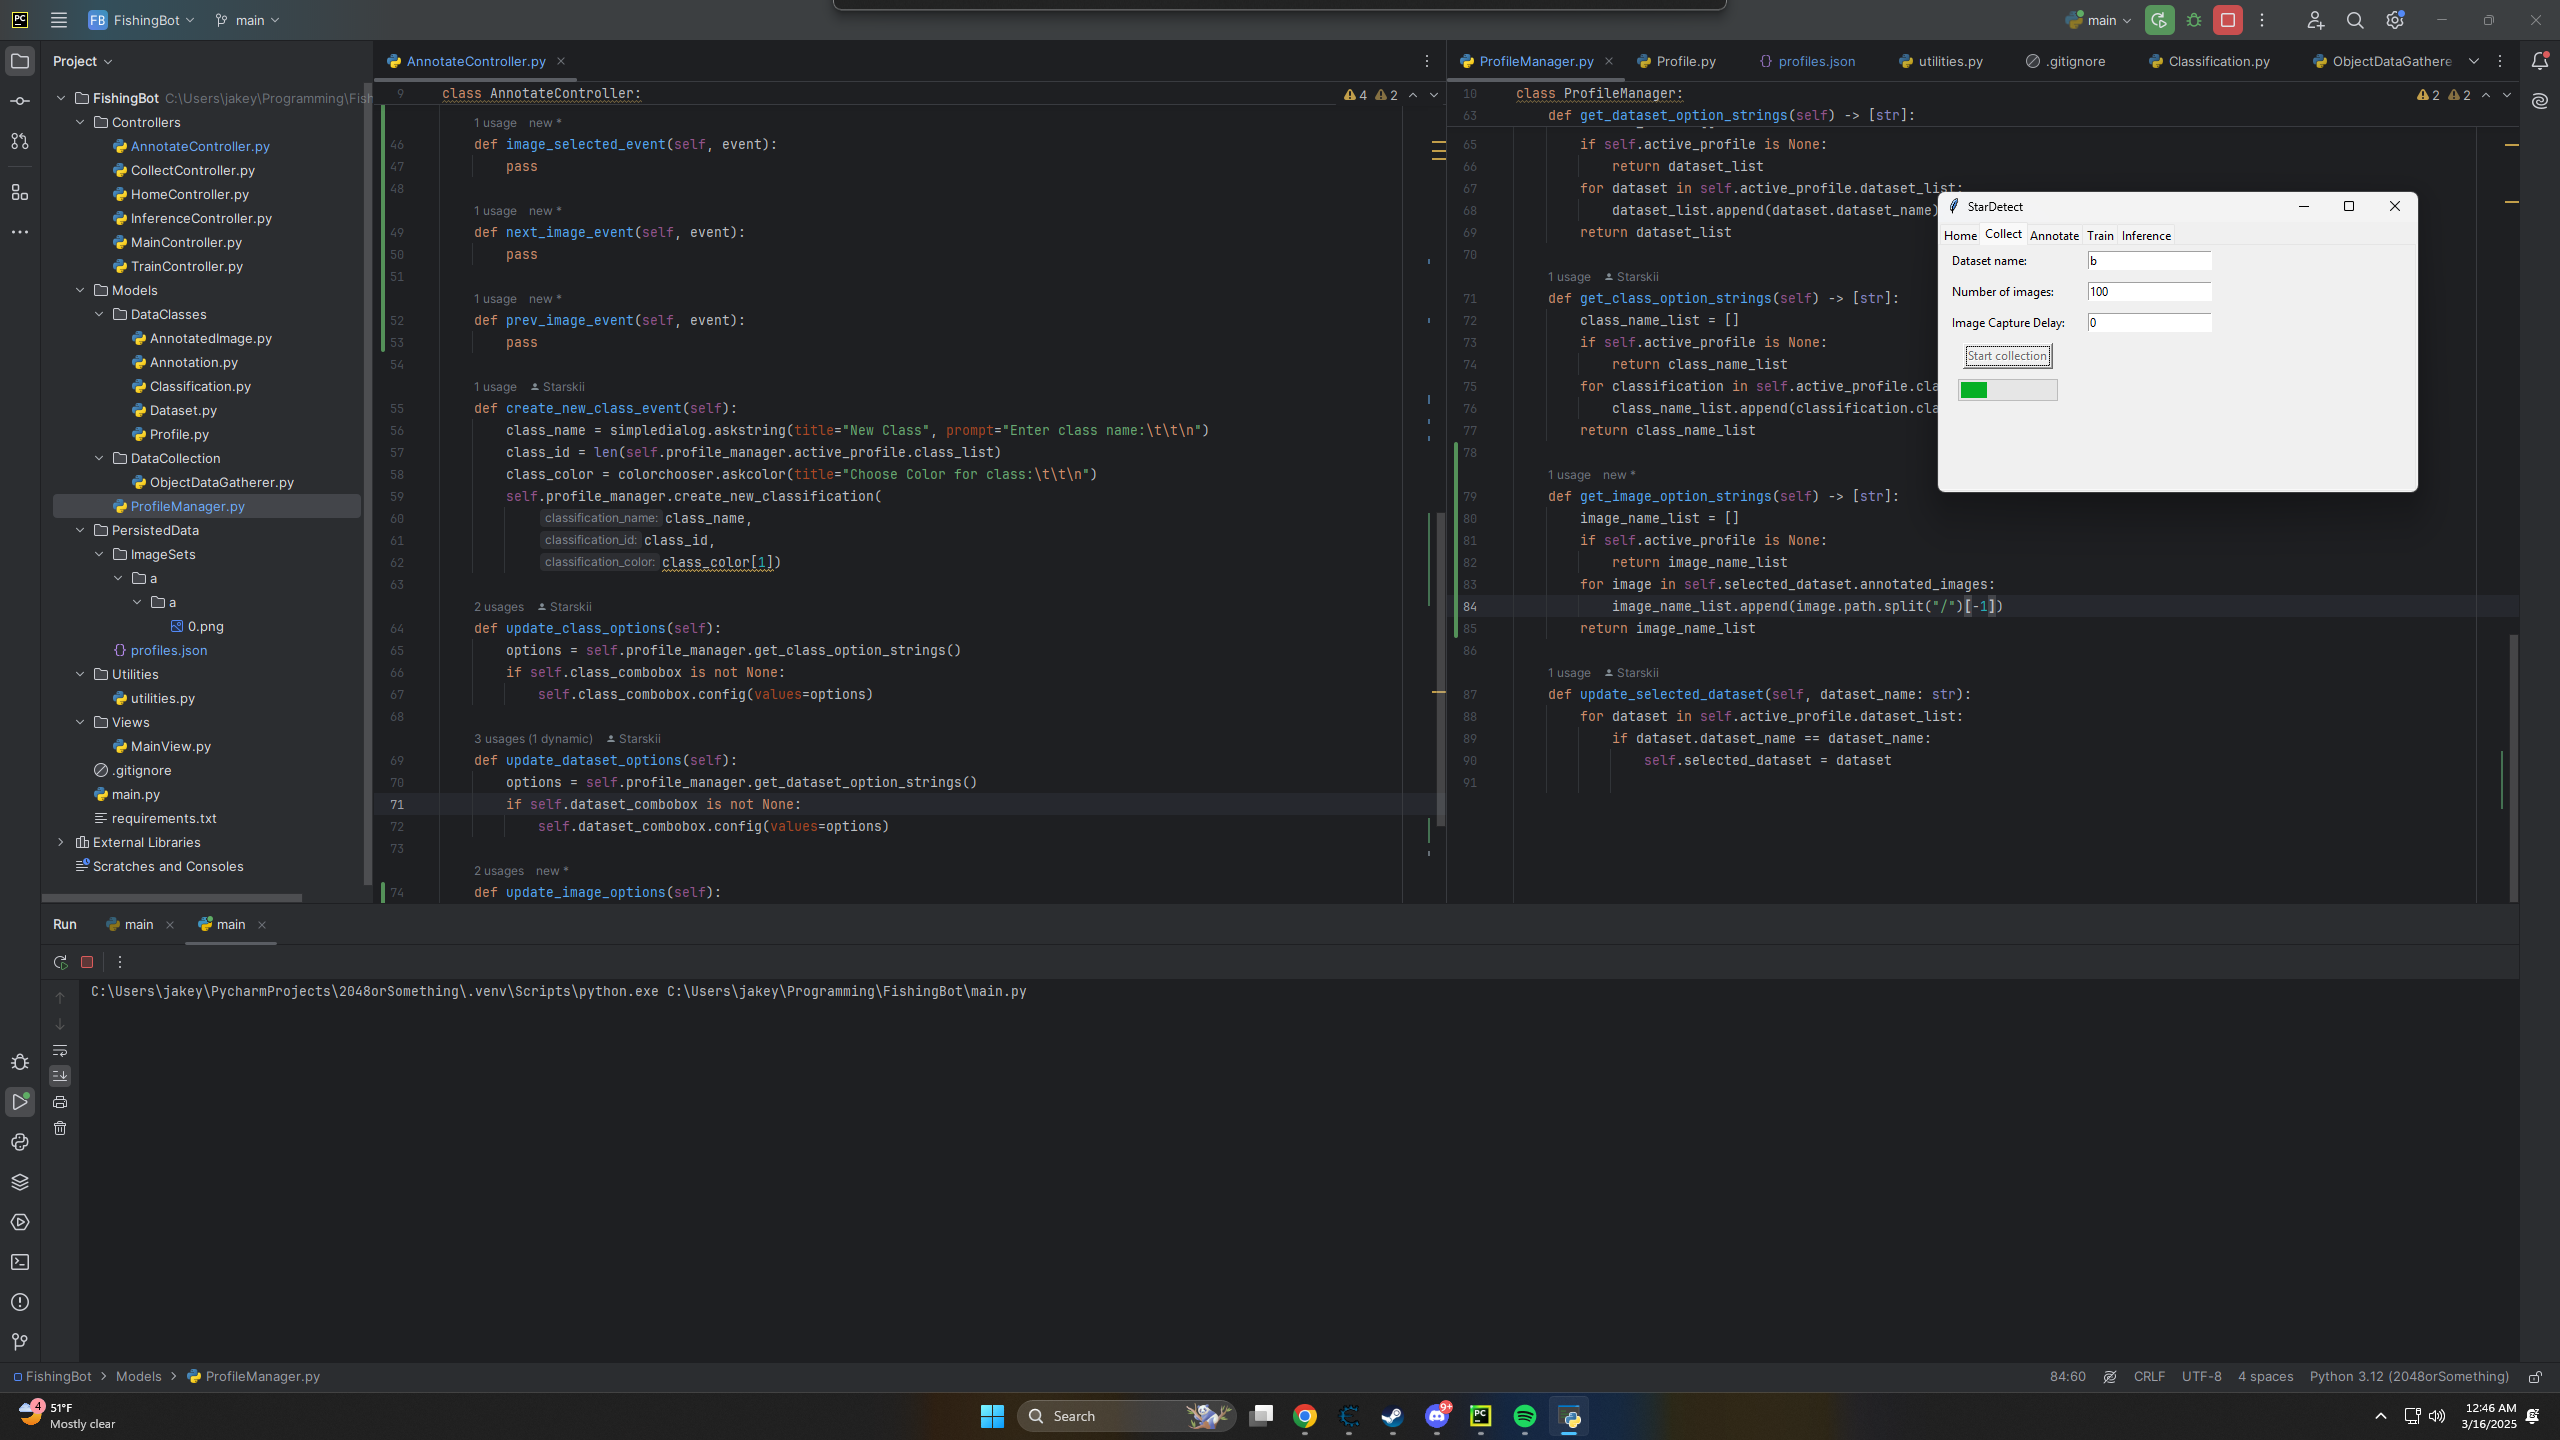 PC
FB FishingBot main
main
Project
FishingBot C:\Users\jakey\Programming\Fish
Controllers
AnnotateController.py
CollectController.py
HomeController.py
InferenceController.py
MainController.py
TrainController.py
Models
DataClasses
AnnotatedImage.py
Annotation.py
Classification.py
Dataset.py
Profile.py
DataCollection
ObjectDataGatherer.py
ProfileManager.py
PersistedData
ImageSets
a
a
0.png
profiles.json
Utilities
utilities.py
Views
MainView.py
.gitignore
main.py
requirements.txt
External Libraries
Scratches and Consoles
AnnotateController.py
9 class AnnotateController:
4 2
1 usage new *
46 def image_selected_event(self, event):
47 pass
48
1 usage new *
49 def next_image_event(self, event):
50 pass
51
1 usage new *
52 def prev_image_event(self, event):
53 pass
54
1 usage Starskii
55 def create_new_class_event(self):
56 class_name = simpledialog.askstring(title="New Class", prompt="Enter class name:\t\t\n")
57 class_id = len(self.profile_manager.active_profile.class_list)
58 class_color = colorchooser.askcolor(title="Choose Color for class:\t\t\n")
59 self.profile_manager.create_new_classification(
60 classification_name: class_name,
61 classification_id: class_id,
62 classification_color: class_color[1])
63
2 usages Starskii
64 def update_class_options(self):
65 options = self.profile_manager.get_class_option_strings()
66 if self.class_combobox is not None:
67 self.class_combobox.config(values=options)
68
3 usages (1 dynamic) Starskii
69 def update_dataset_options(self):
70 options = self.profile_manager.get_dataset_option_strings()
71 if self.dataset_combobox is not None:
72 self.dataset_combobox.config(values=options)
73
2 usages new *
74 def update_image_options(self):
ProfileManager.py Profile.py profiles.json utilities.py .gitignore Classification.py ObjectDataGathere
10 class ProfileManager:
2 2
63 def get_dataset_option_strings(self) -> [str]:
65 if self.active_profile is None:
66 return dataset_list
67 for dataset in self.active_profile.dataset_list:
68 dataset_list.append(dataset.dataset_name)
69 return dataset_list
70
1 usage Starskii
71 def get_class_option_strings(self) -> [str]:
72 class_name_list = []
73 if self.active_profile is None:
74 return class_name_list
75 for classification in self.active_profile.cla
76 class_name_list.append(classification.cla
77 return class_name_list
78
1 usage new *
79 def get_image_option_strings(self) -> [str]:
80 image_name_list = []
81 if self.active_profile is None:
82 return image_name_list
83 for image in self.selected_dataset.annotated_images:
84 image_name_list.append(image.path.split("/")[-1])
85 return image_name_list
86
1 usage Starskii
87 def update_selected_dataset(self, dataset_name: str):
88 for dataset in self.active_profile.dataset_list:
89 if dataset.dataset_name == dataset_name:
90 self.selected_dataset = dataset
91
StarDetect
Home Collect Annotate Train Inference
Dataset name: b
Number of images: 100
Image Capture Delay: 0
Start collection
Run main main
C:\Users\jakey\PycharmProjects\2048orSomething\.venv\Scripts\python.exe C:\Users\jakey\Programming\FishingBot\main.py
FishingBot Models ProfileManager.py
84:60 CRLF UTF-8 4 spaces Python 3.12 (2048orSomething)
4
51°F
Mostly clear
Search
9+
PC
12:46 AM
3/16/2025